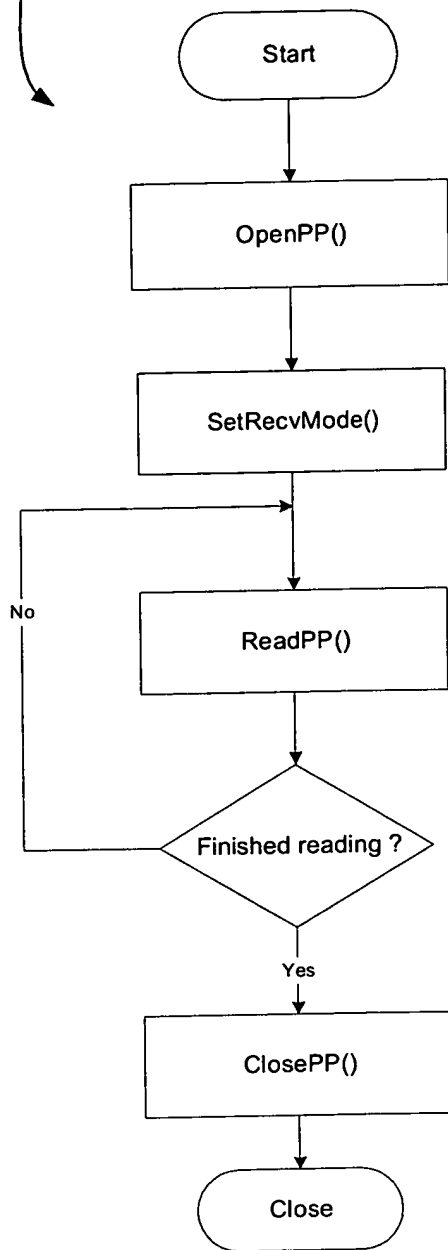 Start
OpenPP()
SetRecvMode()
No
ReadPP()
Finished reading ?
Yes
ClosePP()
Close